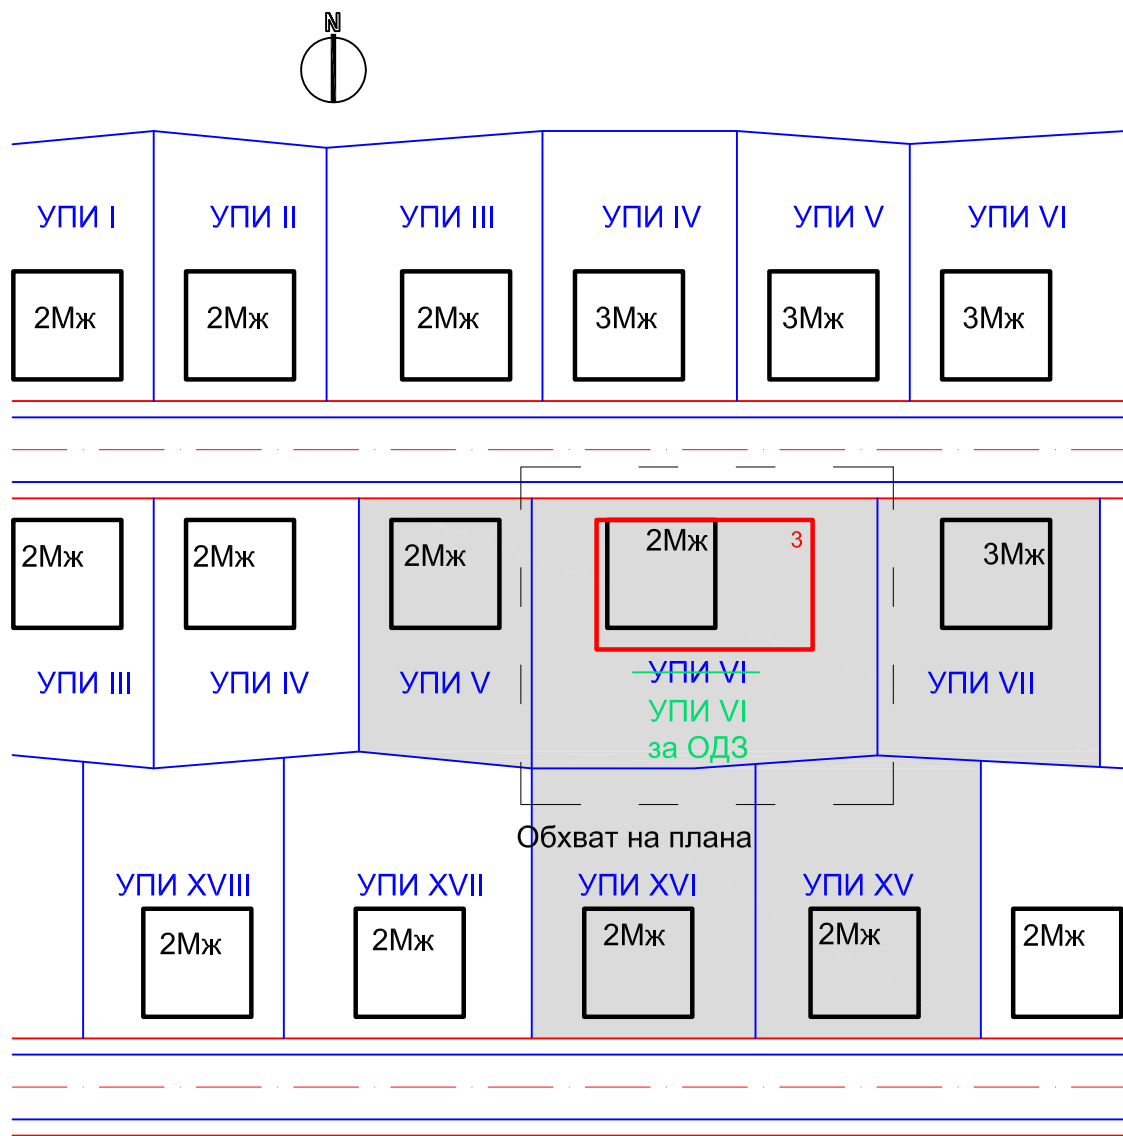 N
УПИ I УПИ II УПИ III УПИ IV УПИ V УПИ VI
2Мж 2Мж 2Мж 3Мж 3Мж 3Мж
2Мж 2Мж 2Мж 2Мж 3 3Мж
УПИ III УПИ IV УПИ V УПИ VI УПИ VII
УПИ VI
за ОДЗ
Обхват на плана
УПИ XVIII УПИ XVII УПИ XVI УПИ XV
2Мж 2Мж 2Мж 2Мж 2Мж